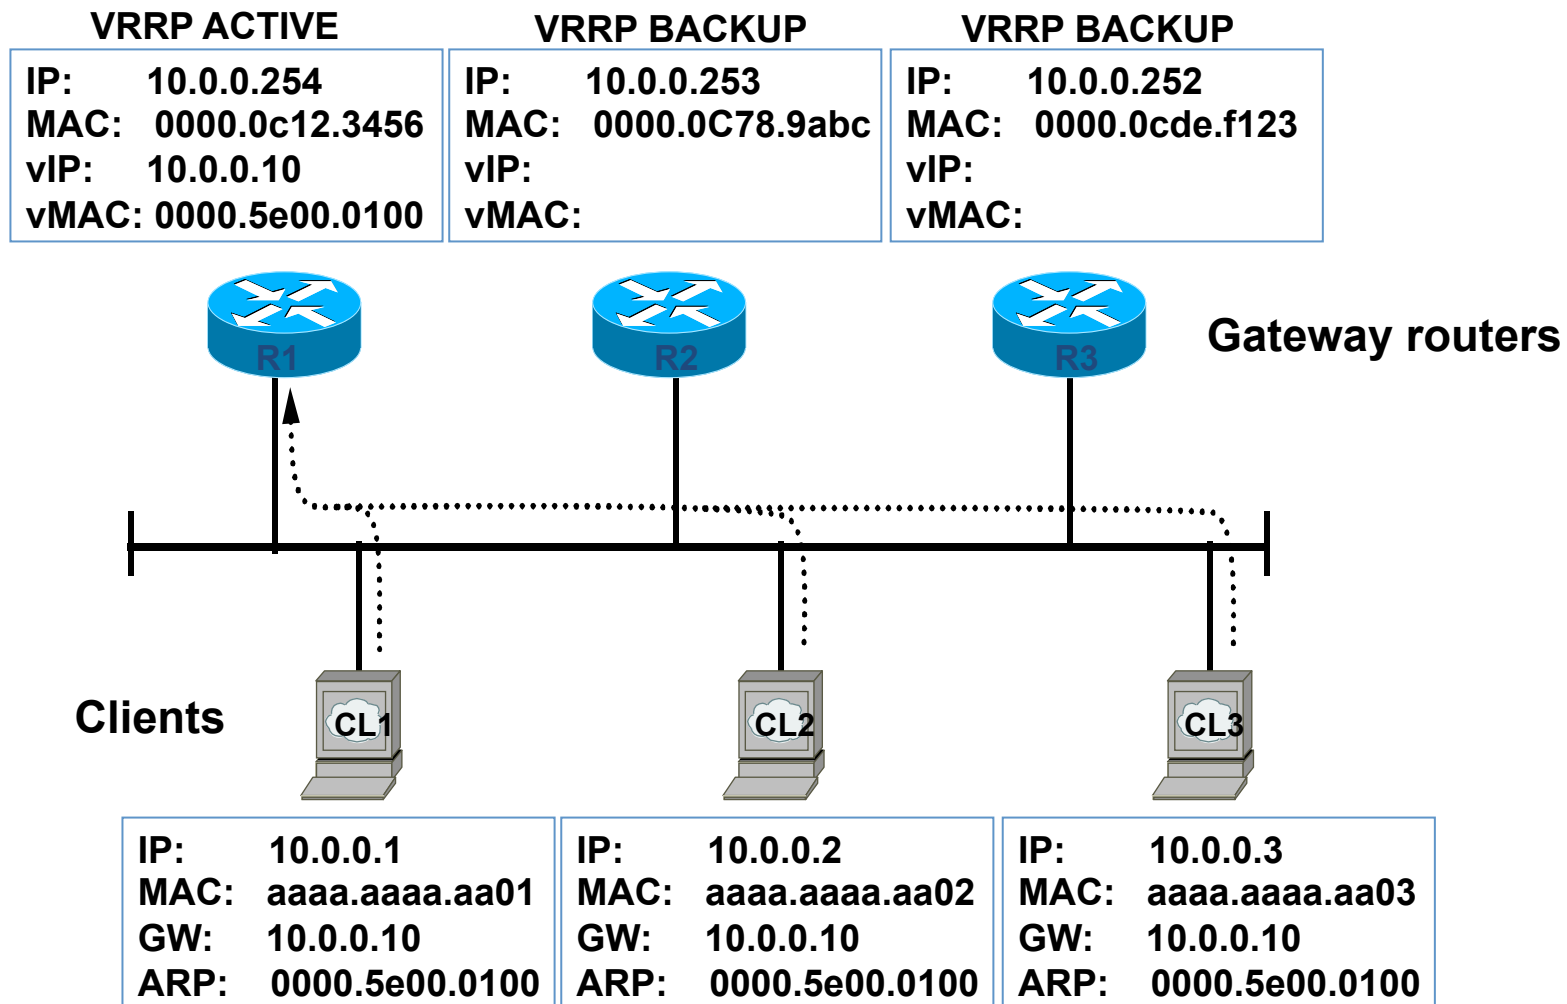 VRRP ACTIVE
IP: 10.0.0.254
MAC: 0000.0c12.3456
vIP: 10.0.0.10
vMAC: 0000.5e00.0100
VRRP BACKUP
IP: 10.0.0.253
MAC: 0000.0C78.9abc
vIP:
vMAC:
VRRP BACKUP
IP: 10.0.0.252
MAC: 0000.0cde.f123
vIP:
vMAC:
R1
R2
R3
Gateway routers
Clients
CL1
CL2
CL3
IP: 10.0.0.1
MAC: aaaa.aaaa.aa01
GW: 10.0.0.10
ARP: 0000.5e00.0100
IP: 10.0.0.2
MAC: aaaa.aaaa.aa02
GW: 10.0.0.10
ARP: 0000.5e00.0100
IP: 10.0.0.3
MAC: aaaa.aaaa.aa03
GW: 10.0.0.10
ARP: 0000.5e00.0100